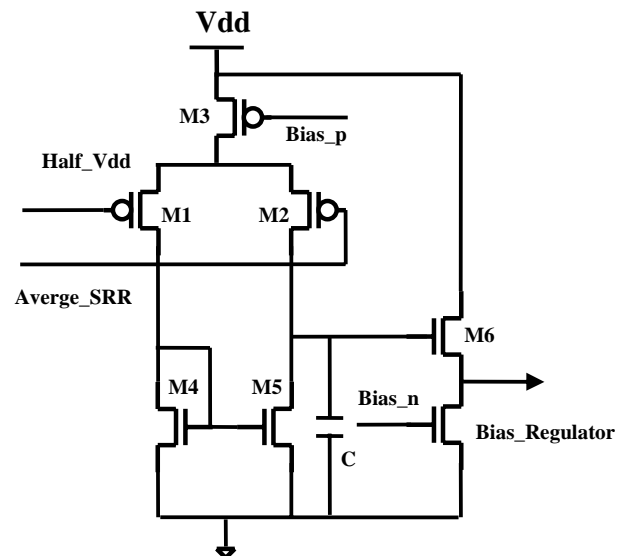 Vdd
M3
Bias_p
Half_Vdd
M1
M2
Averge_SRR
M6
M4
M5
Bias_n
Bias_Regulator
C